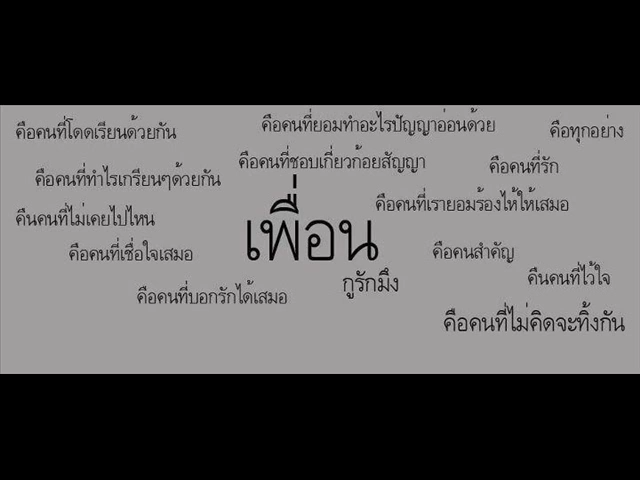 คือคนที่โดดเรียนด้วยกัน
คือคนที่ยอมทำอะไรปัญญาอ่อนด้วย
คือทุกอย่าง
คือคนที่ชอบเกี่ยวก้อยสัญญา
คือคนที่รัก
คือคนที่ทำไรเกรียนๆด้วยกัน
คือคนที่เรายอมร้องไห้ให้เสมอ
คืนคนที่ไม่เคยไปไหน
เพื่อน
คือคนที่เชื่อใจเสมอ
คือคนสำคัญ
กูรักมึง
คืนคนที่ไว้ใจ
คือคนที่บอกรักได้เสมอ
คือคนที่ไม่คิดจะทิ้งกัน